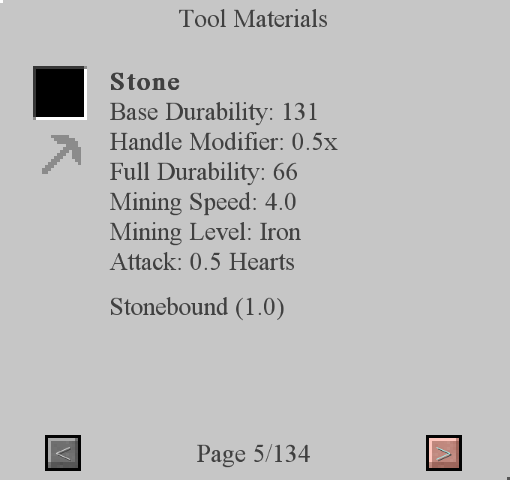 Tool Materials
Stone
Base Durability: 131
Handle Modifier: 0.5x
Full Durability: 66
Mining Speed: 4.0
Mining Level: Iron
Attack: 0.5 Hearts
Stonebound (1.0)
< Page 5/134 >